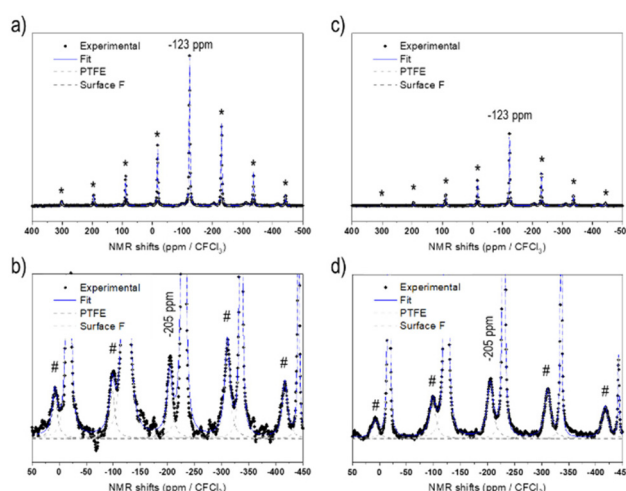 a)
Experimental
Fit
PTFE
Surface F
-123 ppm
* * * * * * *
400 300 200 100 0 -100 -200 -300 -400 -500
NMR shifts (ppm / CFCl3)
c)
Experimental
Fit
PTFE
Surface F
-123 ppm
* * * * * * *
400 300 200 100 0 -100 -200 -300 -400 -500
NMR shifts (ppm / CFCl3)
b)
Experimental
Fit
PTFE
Surface F
-205 ppm
# # # #
50 0 -50 -100 -150 -200 -250 -300 -350 -400 -450
NMR shifts (ppm / CFCl3)
d)
Experimental
Fit
PTFE
Surface F
-205 ppm
# # # #
50 0 -50 -100 -150 -200 -250 -300 -350 -400 -450
NMR shifts (ppm / CFCl3)